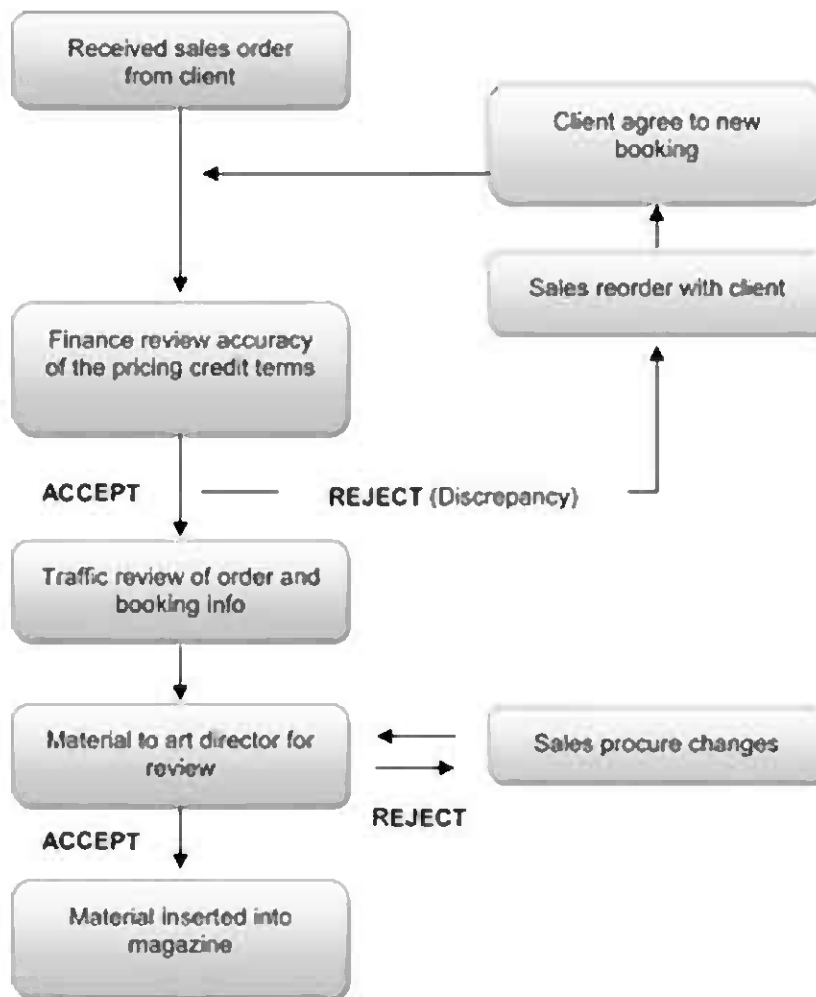 Received sales order
from client
Client agree to new
booking
Sales reorder with client
Finance review accuracy
of the pricing credit terms
ACCEPT
REJECT (Discrepancy)
Traffic review of order and
booking info
Material to art director for
review
Sales procure changes
REJECT
ACCEPT
Material inserted into
magazine